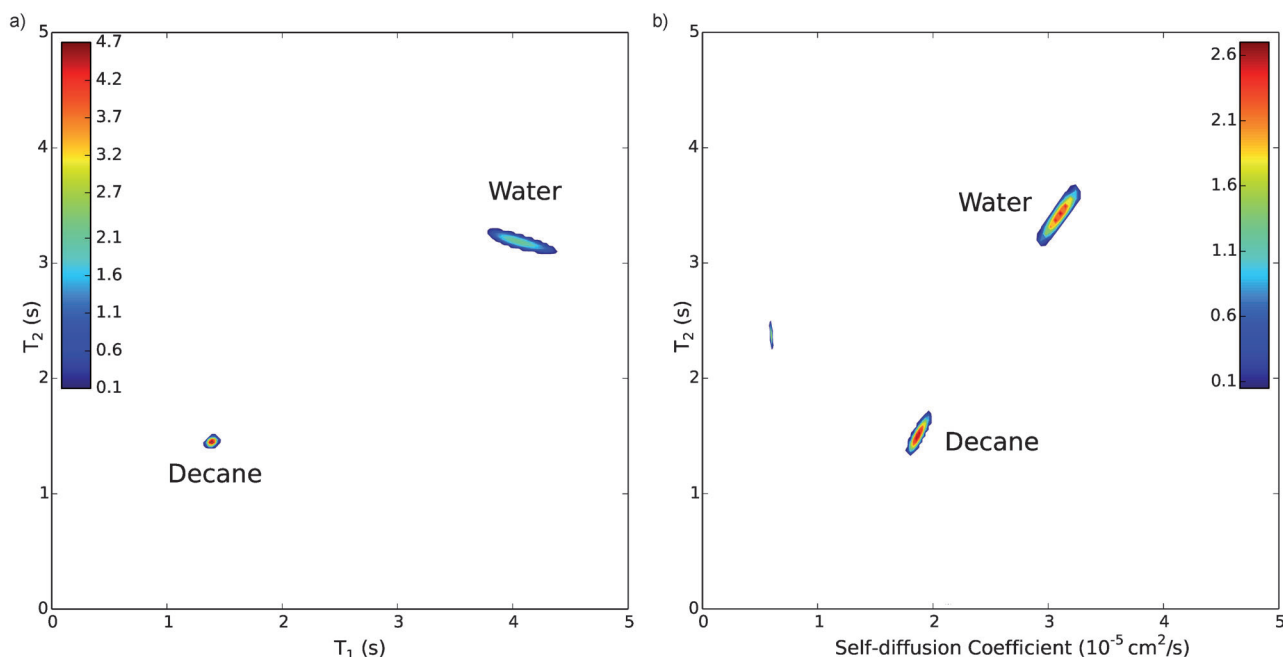 a)
5
4
3
2
1
0
T2 (s)
4.7
4.2
3.7
3.2
2.7
2.1
1.6
1.1
0.6
0.1
Water
Decane
0 1 2 3 4 5
T1 (s)
b)
5
4
3
2
1
0
T2 (s)
2.6
2.1
1.6
1.1
0.6
0.1
Water
Decane
1 2 3 4 5
Self-diffusion Coefficient (10-5 cm2/s)